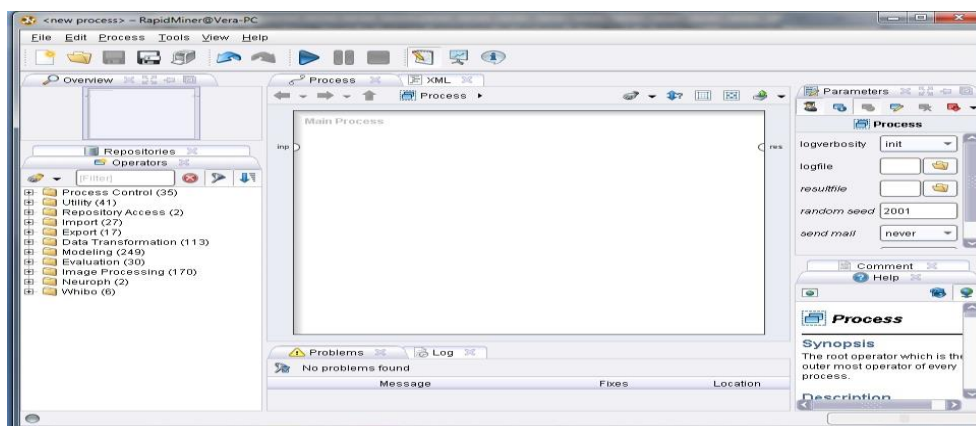 <new process> – RapidMiner@Vera-PC
File Edit Process Tools View Help
Overview
Repositories
Operators
[Filter]
Process Control (35)
Utility (41)
Repository Access (2)
Import (27)
Export (17)
Data Transformation (113)
Modeling (249)
Evaluation (30)
Image Processing (170)
Neuroph (2)
Whibo (6)
Process XML
Process
Main Process
inp
res
Problems Log
No problems found
Message Fixes Location
Parameters
Process
logverbosity init
logfile
resultfile
random seed 2001
send mail never
Comment
Help
Process
Synopsis
The root operator which is the
outer most operator of every
process.
Description